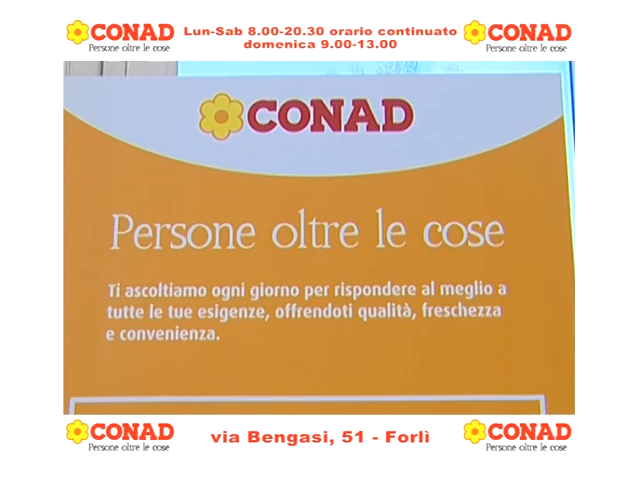 CONAD
Persone oltre le cose
Lun-Sab 8.00-20.30 orario continuato
domenica 9.00-13.00
CONAD
Persone oltre le cose
CONAD
Persone oltre le cose
Ti ascoltiamo ogni giorno per rispondere al meglio a
tutte le tue esigenze, offrendoti qualità, freschezza
e convenienza.
CONAD
Persone oltre le cose
via Bengasi, 51 - Forlì
CONAD
Persone oltre le cose